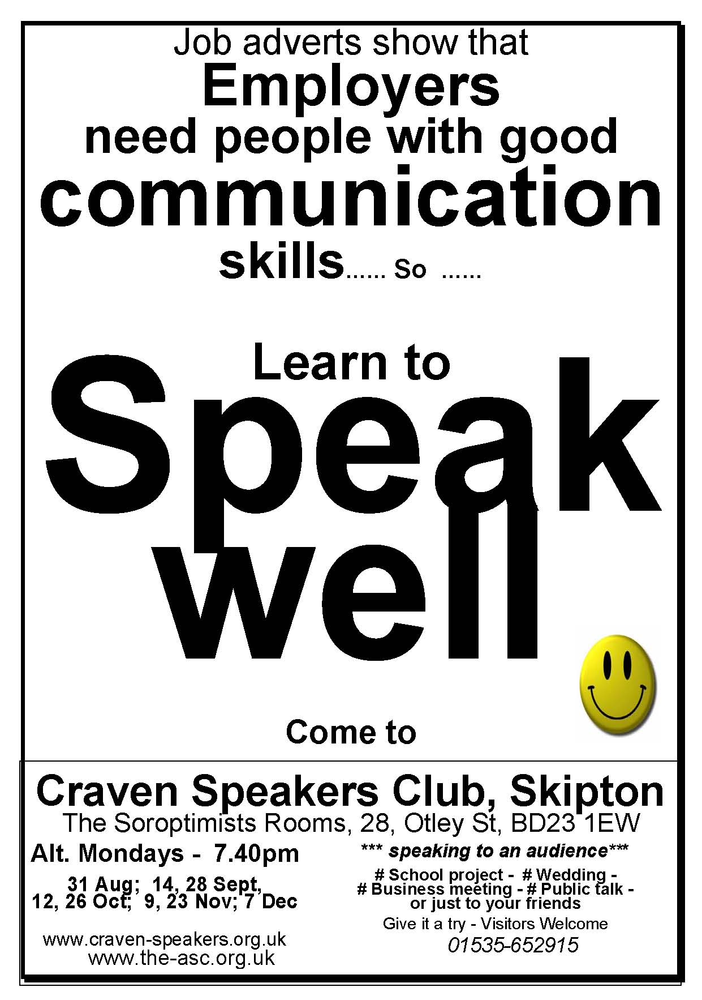 Job adverts show that
Employers
need people with good
communication
skills...... So ......
Learn to
Speak
well
Come to
Craven Speakers Club, Skipton
The Soroptimists Rooms, 28, Otley St, BD23 1EW
Alt. Mondays - 7.40pm
31 Aug; 14, 28 Sept,
12, 26 Oct; 9, 23 Nov; 7 Dec
www.craven-speakers.org.uk
www.the-asc.org.uk
*** speaking to an audience***
# School project - # Wedding -
# Business meeting - # Public talk -
or just to your friends
Give it a try - Visitors Welcome
01535-652915